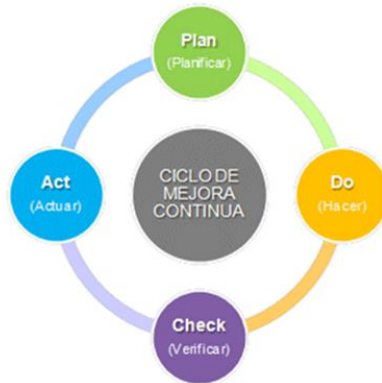 Plan
(Planificar)
Act
(Actuar)
CICLO DE
MEJORA
CONTINUA
Do
(Hacer)
Check
(Verificar)